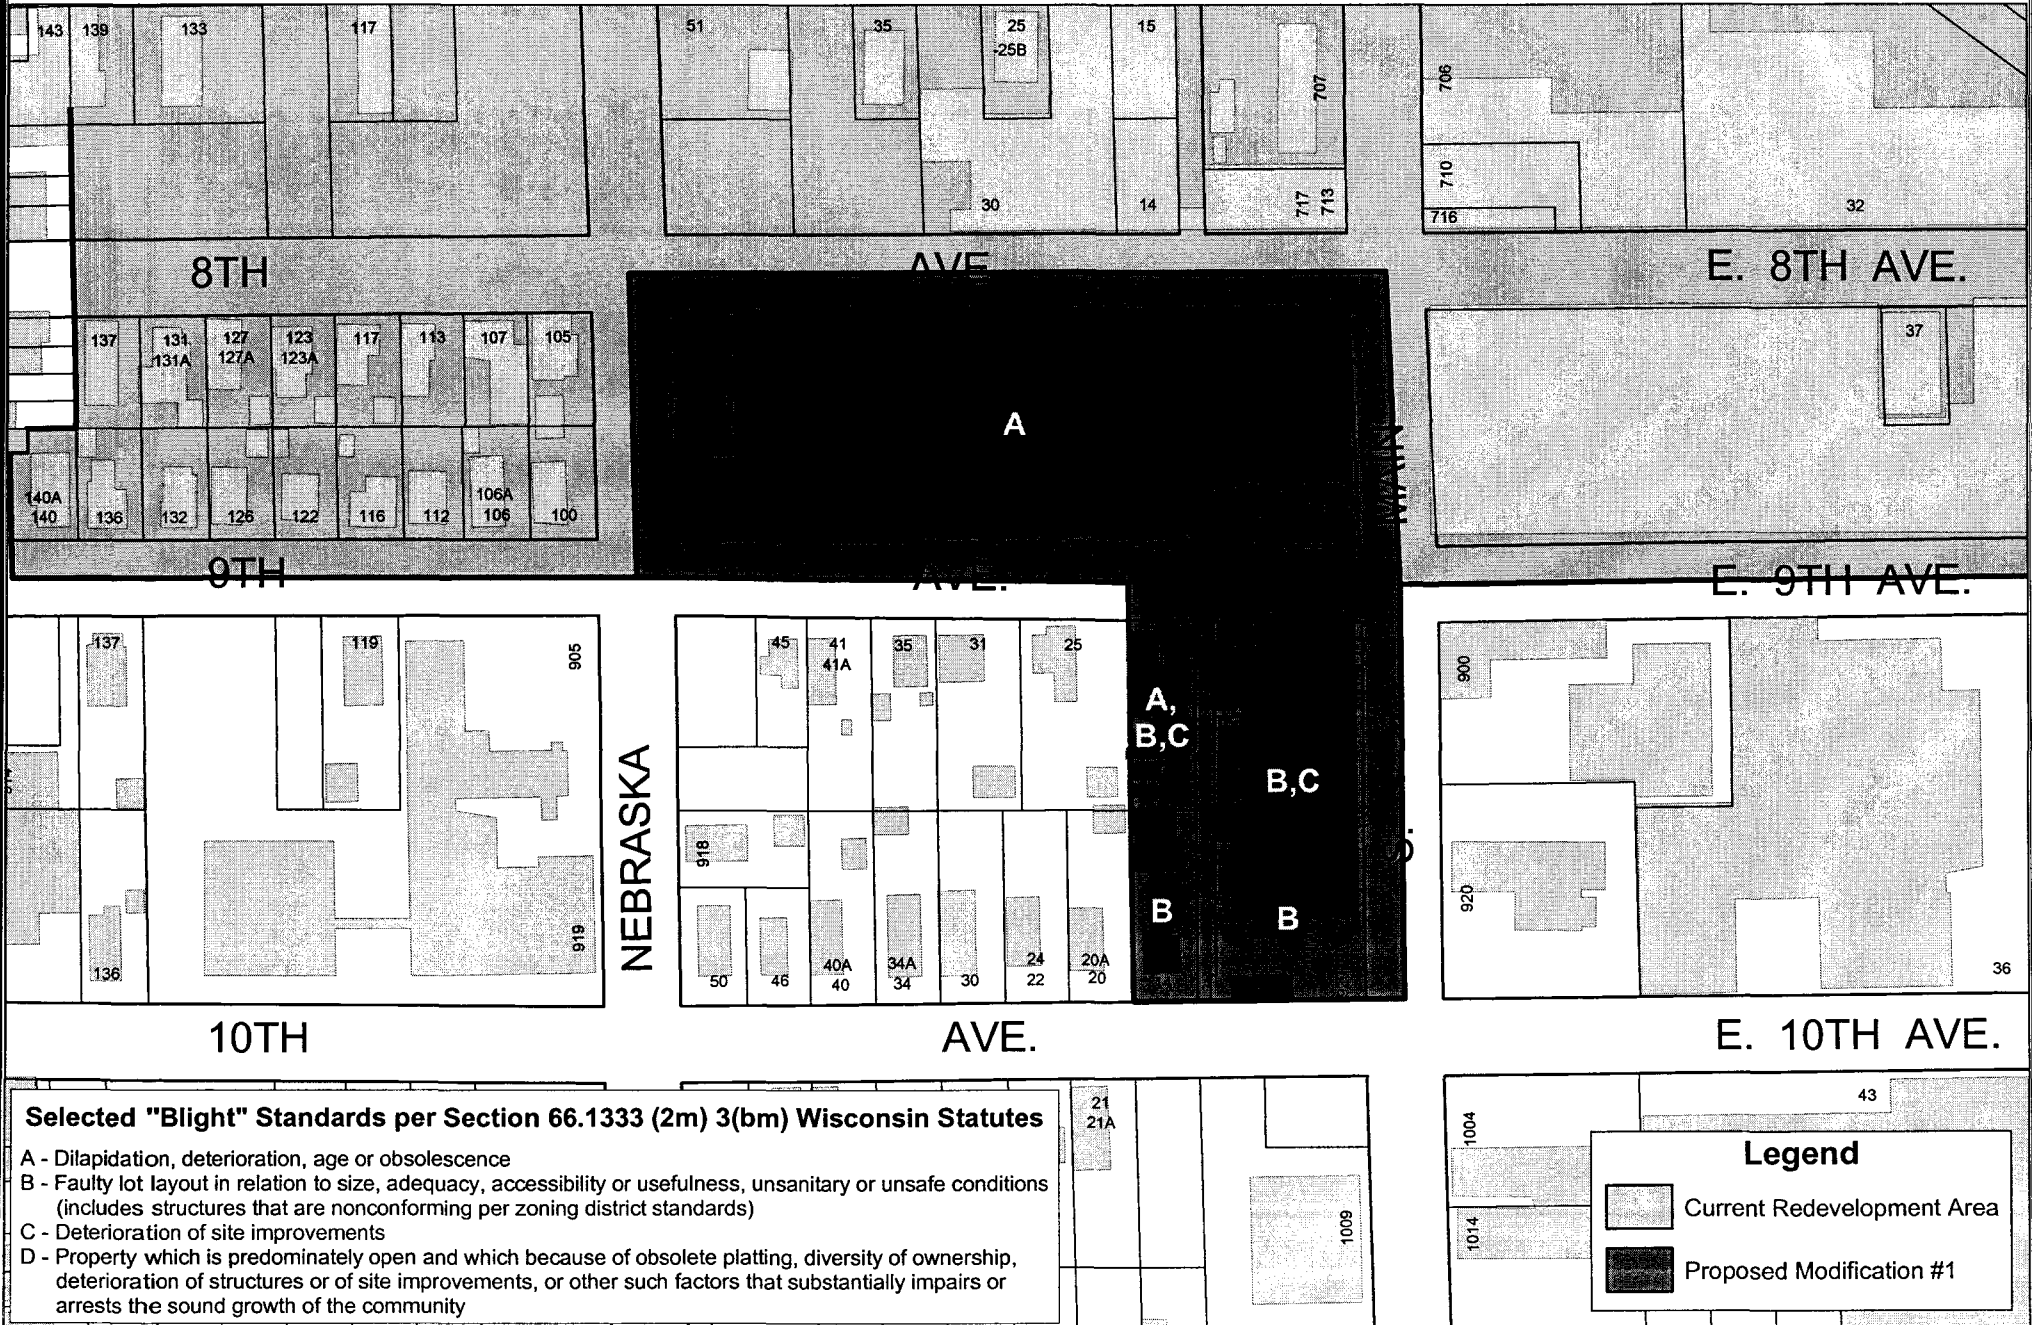 143 139 133 117 51 35 25 15
-25B
707 706
710
717 713
30 14 716 32
8TH AVE E. 8TH AVE.
137 131 127 123 117 113 107 105 37
131A 127A 123A
A
MAIN
140A 106A
140 136 132 126 122 116 112 106 100
9TH AVE. E. 9TH AVE.
137 119 905 45 41 35 31 25 900
41A
A,
B,C
B,C
NEBRASKA
918
S.
920
B B
919
136 40A 34A 24 20A 36
50 46 40 34 30 22 20
10TH AVE. E. 10TH AVE.
Selected "Blight" Standards per Section 66.1333 (2m) 3(bm) Wisconsin Statutes
A - Dilapidation, deterioration, age or obsolescence
B - Faulty lot layout in relation to size, adequacy, accessibility or usefulness, unsanitary or unsafe conditions
(includes structures that are nonconforming per zoning district standards)
C - Deterioration of site improvements
D - Property which is predominately open and which because of obsolete platting, diversity of ownership,
deterioration of structures or of site improvements, or other such factors that substantially impairs or
arrests the sound growth of the community
21
21A
1009
43
1004
1014
Legend
Current Redevelopment Area
Proposed Modification #1